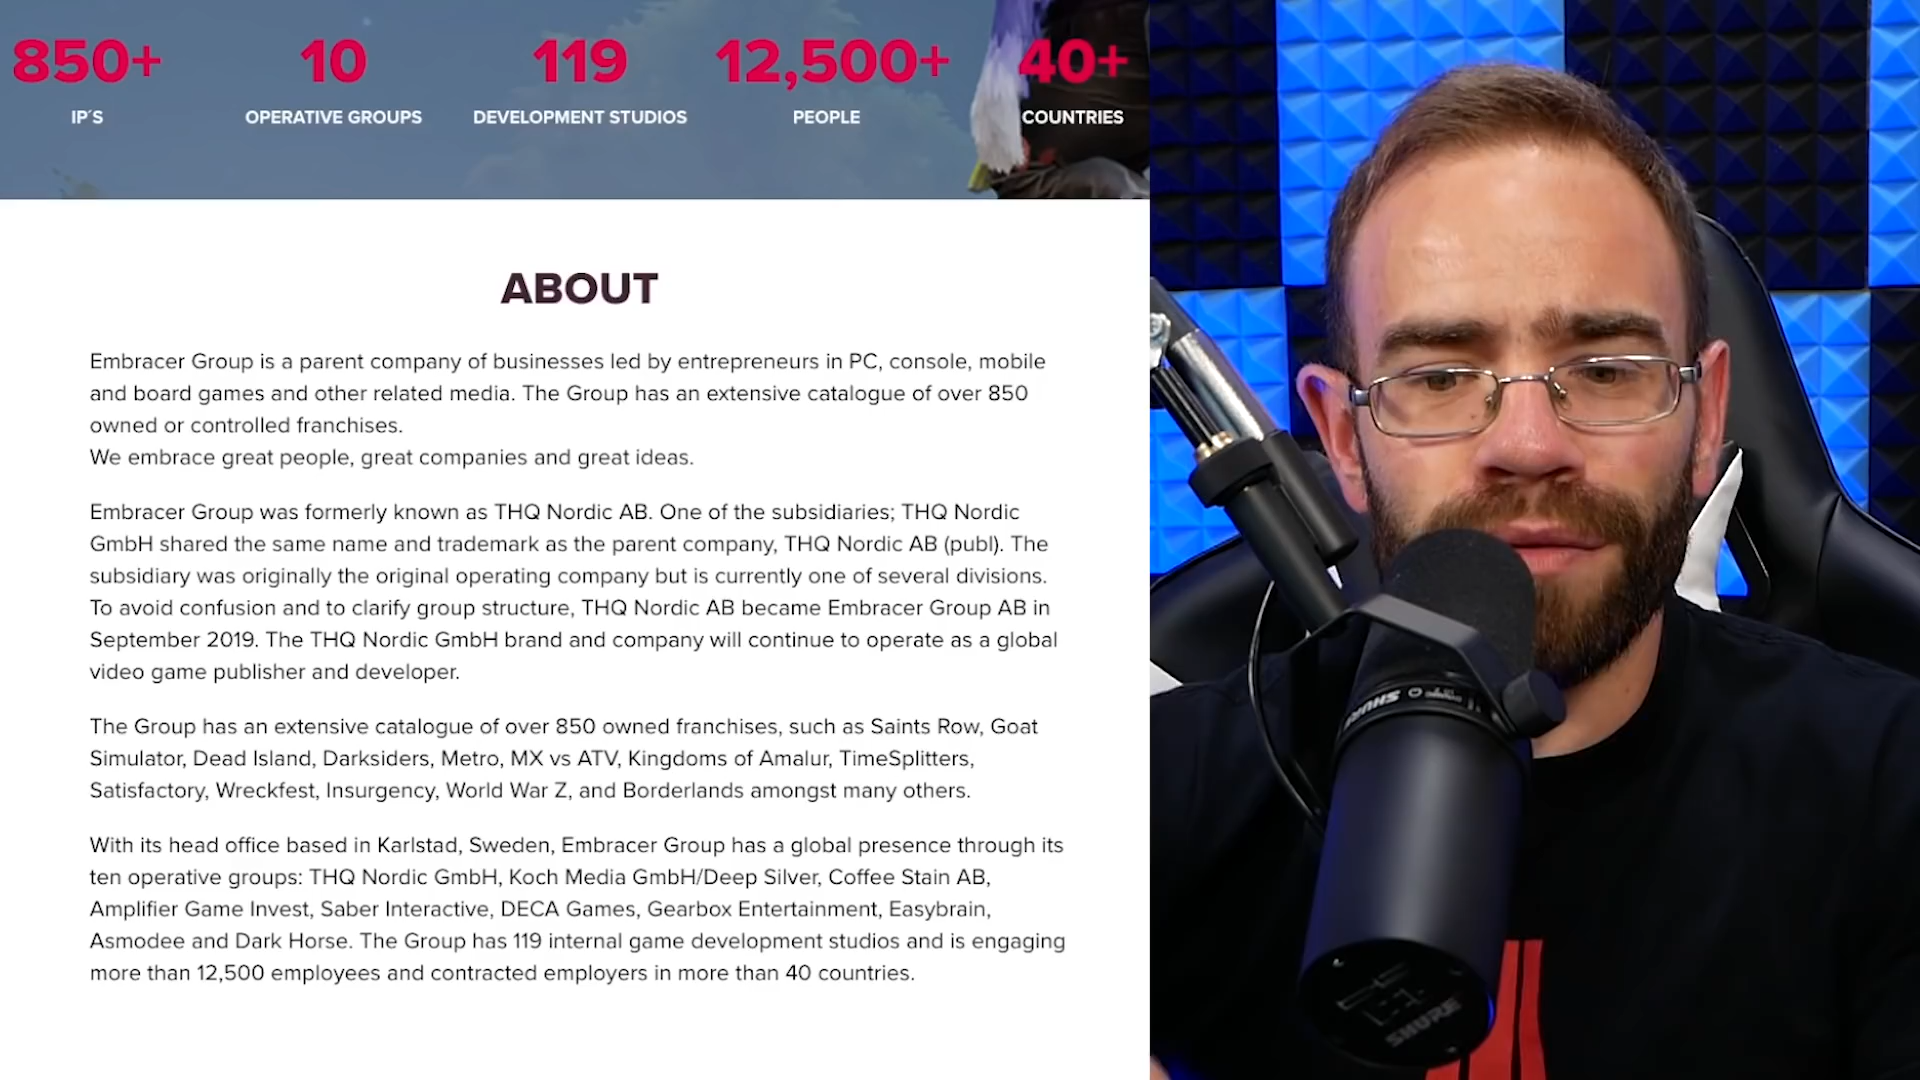 850+ 10 119 12,500+ 40+
IP´S OPERATIVE GROUPS DEVELOPMENT STUDIOS PEOPLE COUNTRIES
ABOUT
Embracer Group is a parent company of businesses led by entrepreneurs in PC, console, mobile
and board games and other related media. The Group has an extensive catalogue of over 850
owned or controlled franchises.
We embrace great people, great companies and great ideas.
Embracer Group was formerly known as THQ Nordic AB. One of the subsidiaries; THQ Nordic
GmbH shared the same name and trademark as the parent company, THQ Nordic AB (publ). The
subsidiary was originally the original operating company but is currently one of several divisions.
To avoid confusion and to clarify group structure, THQ Nordic AB became Embracer Group AB in
September 2019. The THQ Nordic GmbH brand and company will continue to operate as a global
video game publisher and developer.
The Group has an extensive catalogue of over 850 owned franchises, such as Saints Row, Goat
Simulator, Dead Island, Darksiders, Metro, MX vs ATV, Kingdoms of Amalur, TimeSplitters,
Satisfactory, Wreckfest, Insurgency, World War Z, and Borderlands amongst many others.
With its head office based in Karlstad, Sweden, Embracer Group has a global presence through its
ten operative groups: THQ Nordic GmbH, Koch Media GmbH/Deep Silver, Coffee Stain AB,
Amplifier Game Invest, Saber Interactive, DECA Games, Gearbox Entertainment, Easybrain,
Asmodee and Dark Horse. The Group has 119 internal game development studios and is engaging
more than 12,500 employees and contracted employers in more than 40 countries.
SHURE
SHURE